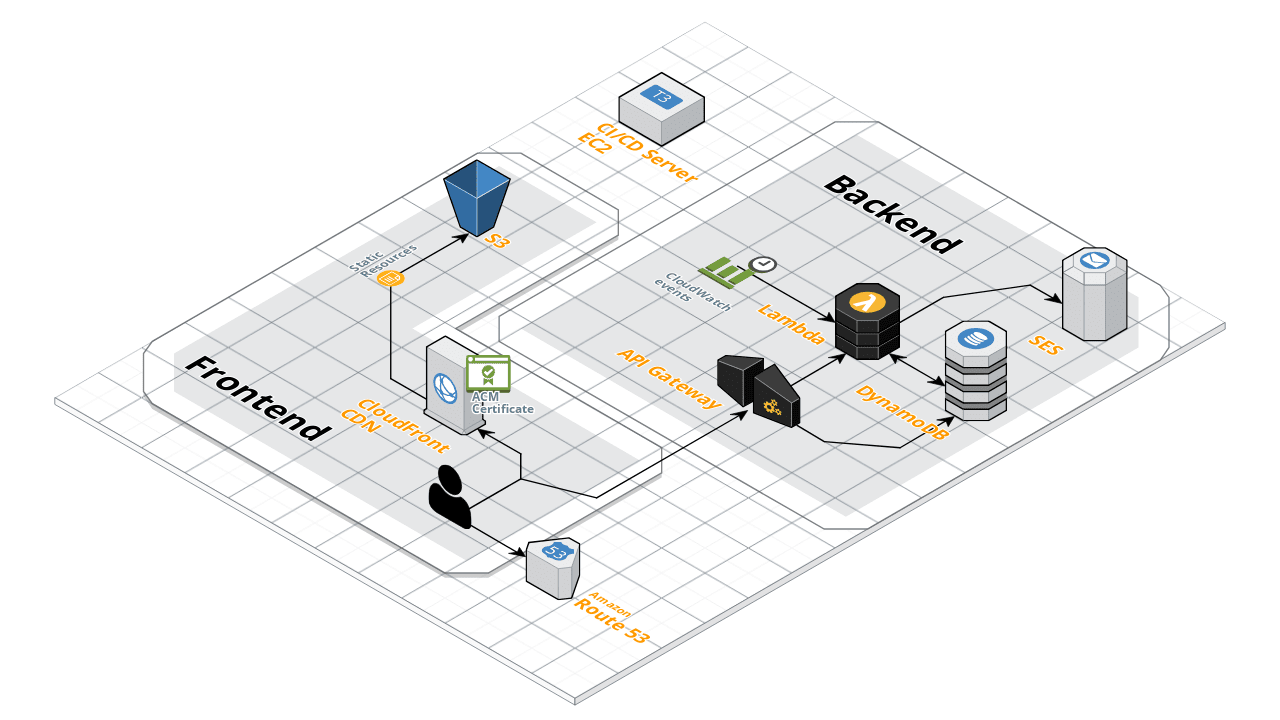 T3
CI/CD Server
EC2
Backend
S3
Static
Resources
CloudWatch
events
Lambda
SES
API Gateway
DynamoDB
Frontend
ACM
Certificate
CloudFront
CDN
53
Amazon
Route 53